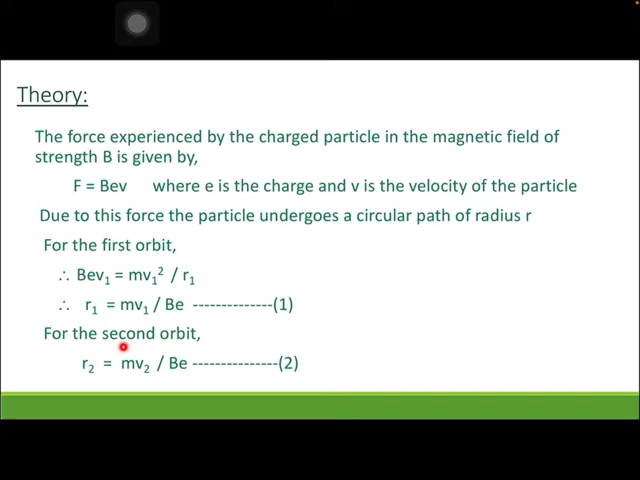 Theory:
The force experienced by the charged particle in the magnetic field of
strength B is given by,
F = Bev where e is the charge and v is the velocity of the particle
Due to this force the particle undergoes a circular path of radius r
For the first orbit,
∴ Bev₁ = mv₁² / r₁
∴ r₁ = mv₁ / Be --------------(1)
For the second orbit,
r₂ = mv₂ / Be ---------------(2)